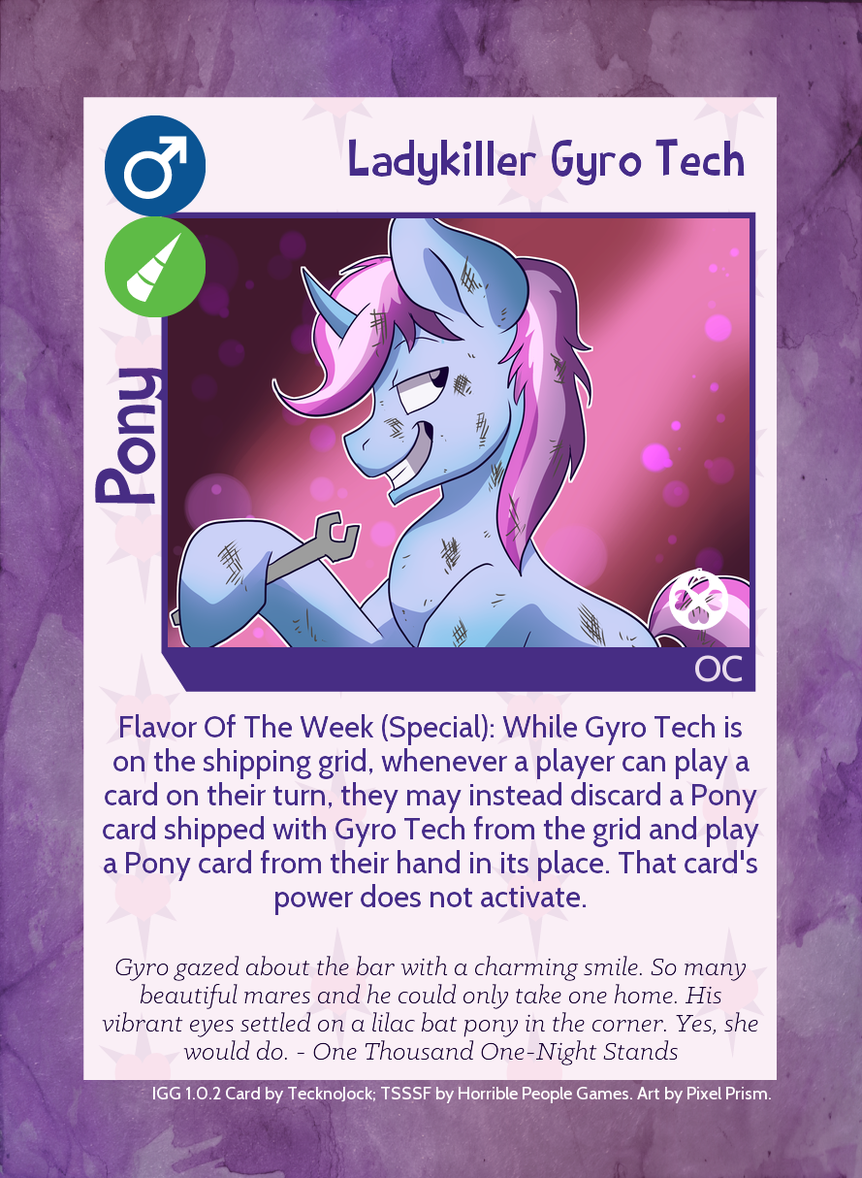 Ladykiller Gyro Tech
Pony
OC
Flavor Of The Week (Special): While Gyro Tech is
on the shipping grid, whenever a player can play a
card on their turn, they may instead discard a Pony
card shipped with Gyro Tech from the grid and play
a Pony card from their hand in its place. That card's
power does not activate.
Gyro gazed about the bar with a charming smile. So many
beautiful mares and he could only take one home. His
vibrant eyes settled on a lilac bat pony in the corner. Yes, she
would do. - One Thousand One-Night Stands
IGG 1.0.2 Card by TecknoJock; TSSSF by Horrible People Games. Art by Pixel Prism.